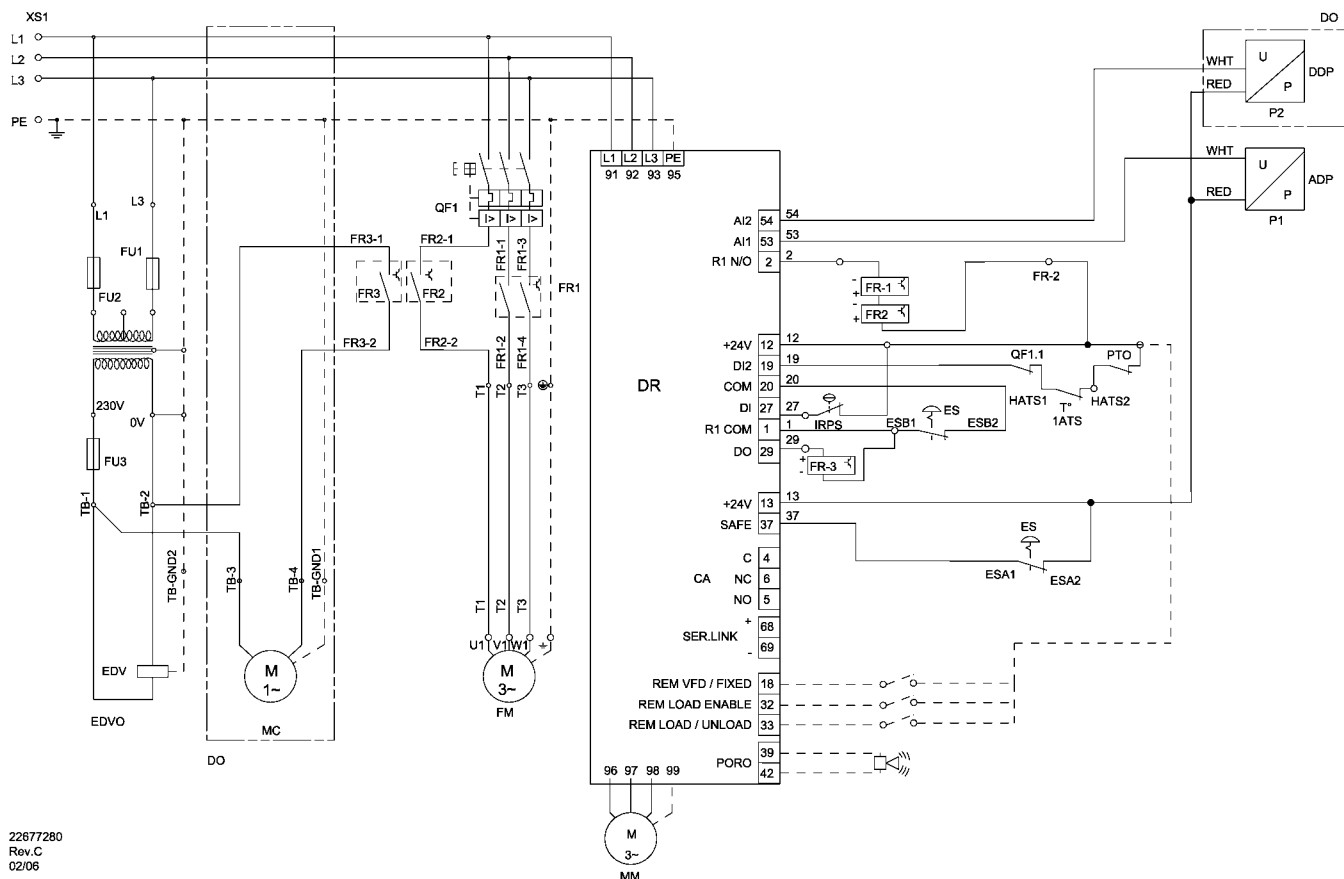 XS1
DO
L1
L2
L3
PE
WHT
RED
U
P
DDP
P2
WHT
RED
U
P
ADP
P1
L1 L2 L3 PE
91 92 93 95
L1
L3
FU1
FU2
QF1
I> I> I>
FR3-1
FR2-1
FR1-1
FR1-3
FR3
FR2
FR1
FR3-2
FR2-2
FR1-2
FR1-4
T1
T2
T3
DR
AI2 54 54
AI1 53 53
R1 N/O 2 2
- FR-1
+
- FR2
+
FR-2
+24V 12 12
DI2 19 19
COM 20 20
DI 27 27
R1 COM 1 1
DO 29 29
QF1.1
PTO
HATS1
T°
1ATS
HATS2
IRPS
ESB1
ES
ESB2
+
-
FR-3
+24V 13 13
SAFE 37 37
ES
ESA1
ESA2
C 4
CA NC 6
NO 5
+ 68
SER.LINK
- 69
REM VFD / FIXED 18
REM LOAD ENABLE 32
REM LOAD / UNLOAD 33
PORO 39
42
230V
0V
FU3
TB-1
TB-2
TB-GND2
TB-3
TB-4
TB-GND1
EDV
EDVO
M
1~
MC
DO
T1
T2
T3
U1 V1 W1
M
3~
FM
96 97 98 99
M
3~
MM
22677280
Rev.C
02/06